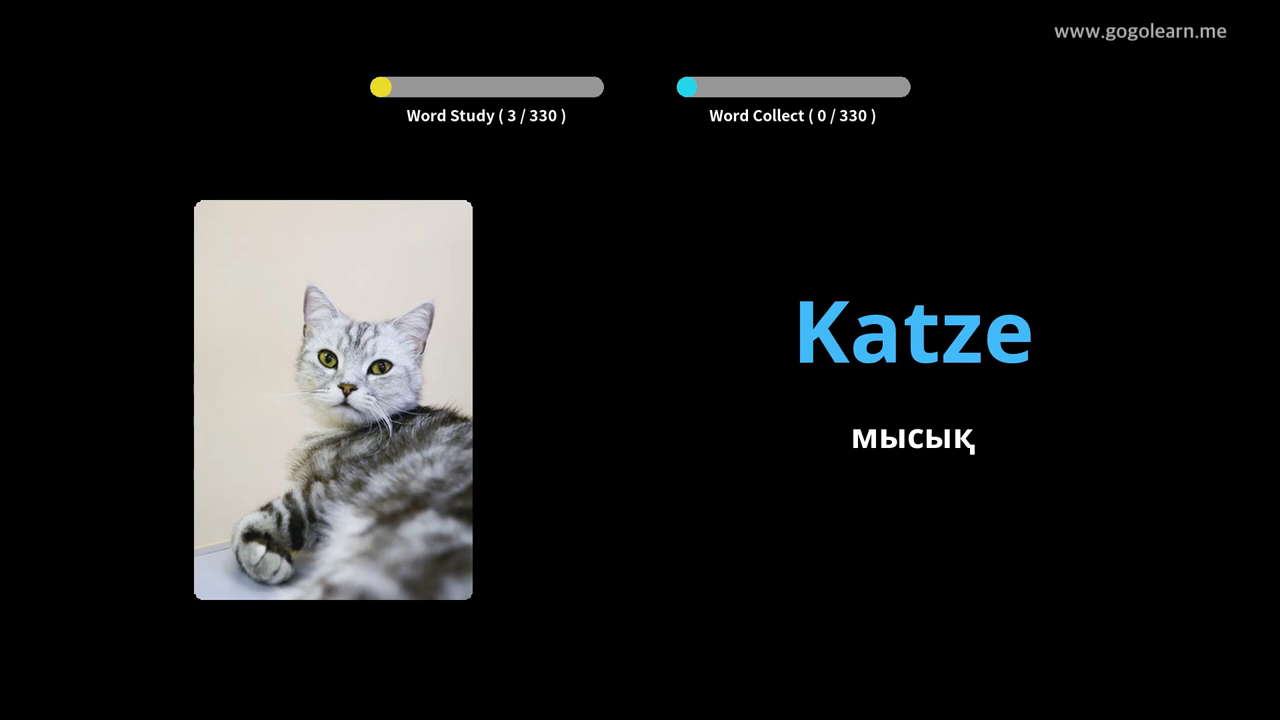 www.gogolearn.me
Word Study ( 3 / 330 )
Word Collect ( 0 / 330 )
Katze
мысық